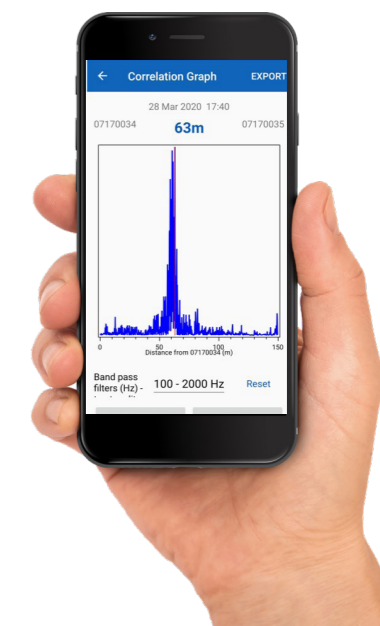 ← Correlation Graph EXPORT
28 Mar 2020 17:40
07170034 63m 07170035
0 50 100 150
Distance from 07170034 (m)
Band pass
filters (Hz) -
100 - 2000 Hz Reset